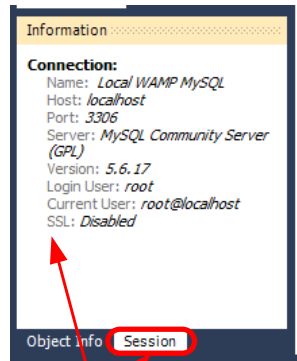 Information
Connection:
Name: Local WAMP MySQL
Host: localhost
Port: 3306
Server: MySQL Community Server
(GPL)
Version: 5.6.17
Login User: root
Current User: root@localhost
SSL: Disabled
Object Info Session